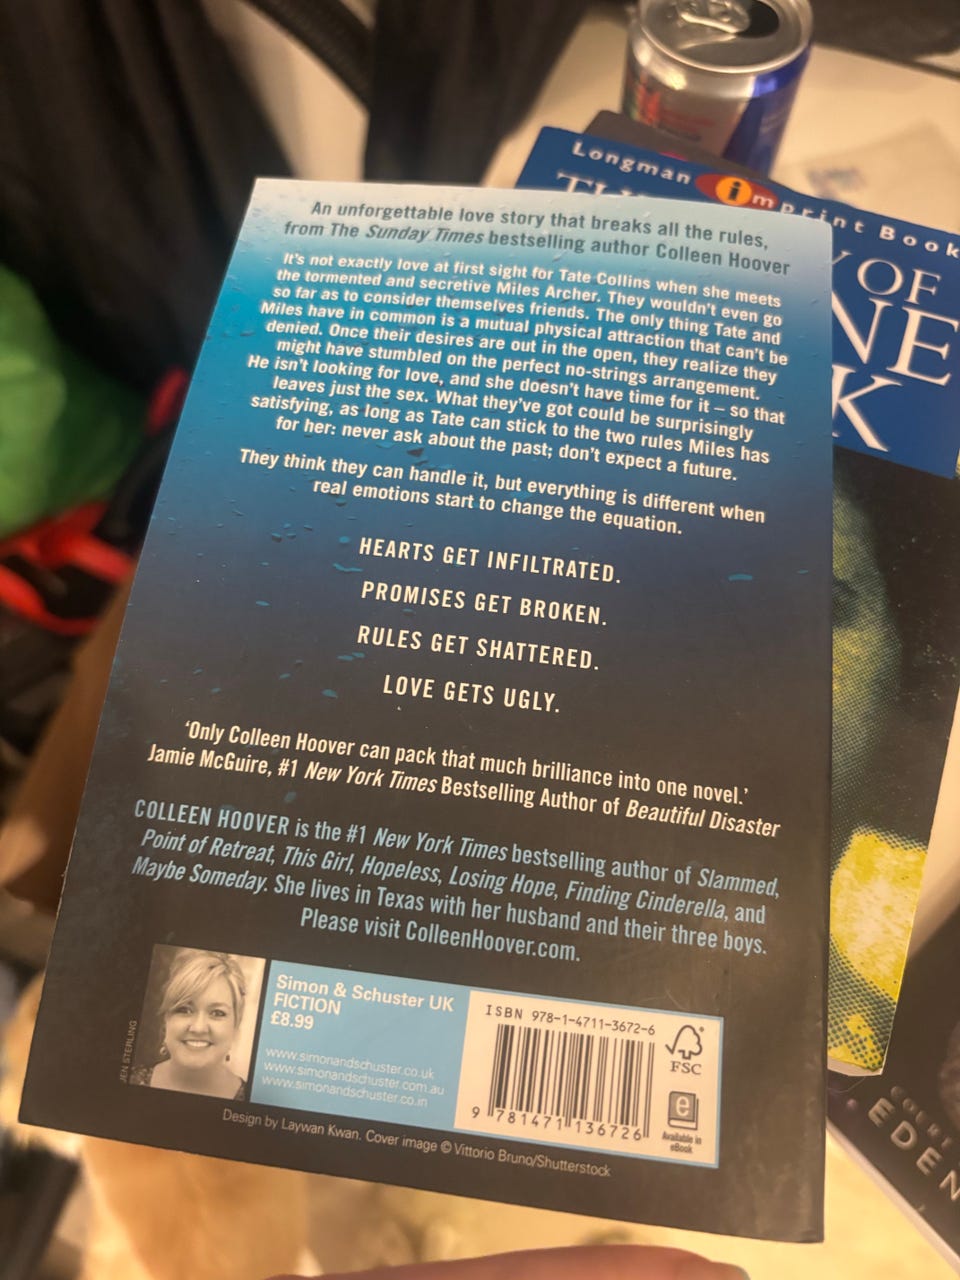 Longman imprint Book
OF
NE
K
An unforgettable love story that breaks all the rules,
from The Sunday Times bestselling author Colleen Hoover
It's not exactly love at first sight for Tate Collins when she meets
the tormented and secretive Miles Archer. They wouldn't even go
so far as to consider themselves friends. The only thing Tate and
Miles have in common is a mutual physical attraction that can't be
denied. Once their desires are out in the open, they realize they
might have stumbled on the perfect no-strings arrangement.
He isn't looking for love, and she doesn't have time for it – so that
leaves just the sex. What they've got could be surprisingly
satisfying, as long as Tate can stick to the two rules Miles has
for her: never ask about the past; don't expect a future.
They think they can handle it, but everything is different when
real emotions start to change the equation.
HEARTS GET INFILTRATED.
PROMISES GET BROKEN.
RULES GET SHATTERED.
LOVE GETS UGLY.
'Only Colleen Hoover can pack that much brilliance into one novel.'
Jamie McGuire, #1 New York Times Bestselling Author of Beautiful Disaster
COLLEEN HOOVER is the #1 New York Times bestselling author of Slammed,
Point of Retreat, This Girl, Hopeless, Losing Hope, Finding Cinderella, and
Maybe Someday. She lives in Texas with her husband and their three boys.
Please visit ColleenHoover.com.
JEN STERLING
Simon & Schuster UK
FICTION
£8.99
www.simonandschuster.co.uk
www.simonandschuster.com.au
www.simonandschuster.co.in
ISBN 978-1-4711-3672-6
9 781471 136726
FSC
e
Available in
eBook
Design by Laywan Kwan. Cover image © Vittorio Bruno/Shutterstock
EDEN